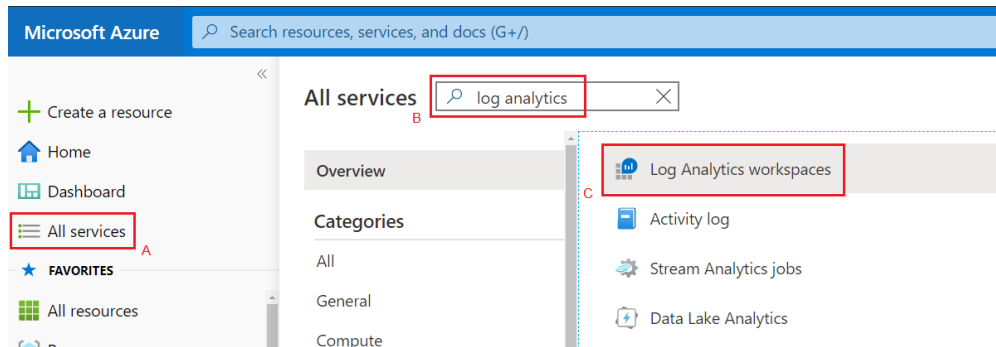 Microsoft Azure
Search resources, services, and docs (G+/)
«
Create a resource
Home
Dashboard
All services
A
FAVORITES
All resources
All services
log analytics
B
Overview
Categories
All
General
Compute
Log Analytics workspaces
C
Activity log
Stream Analytics jobs
Data Lake Analytics